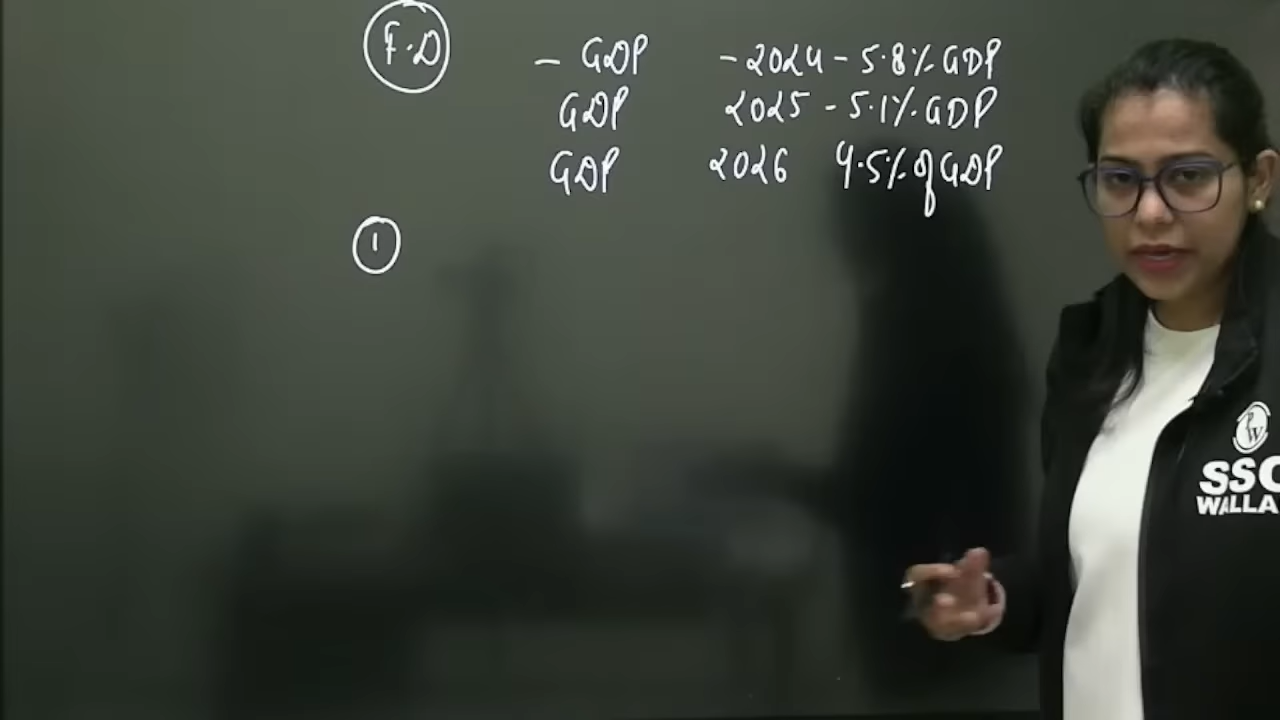 F.D - GDP - 2024 - 5.8% GDP
GDP 2025 - 5.1% GDP
GDP 2026 4.5% of GDP
1
PW
SSC
WALLA